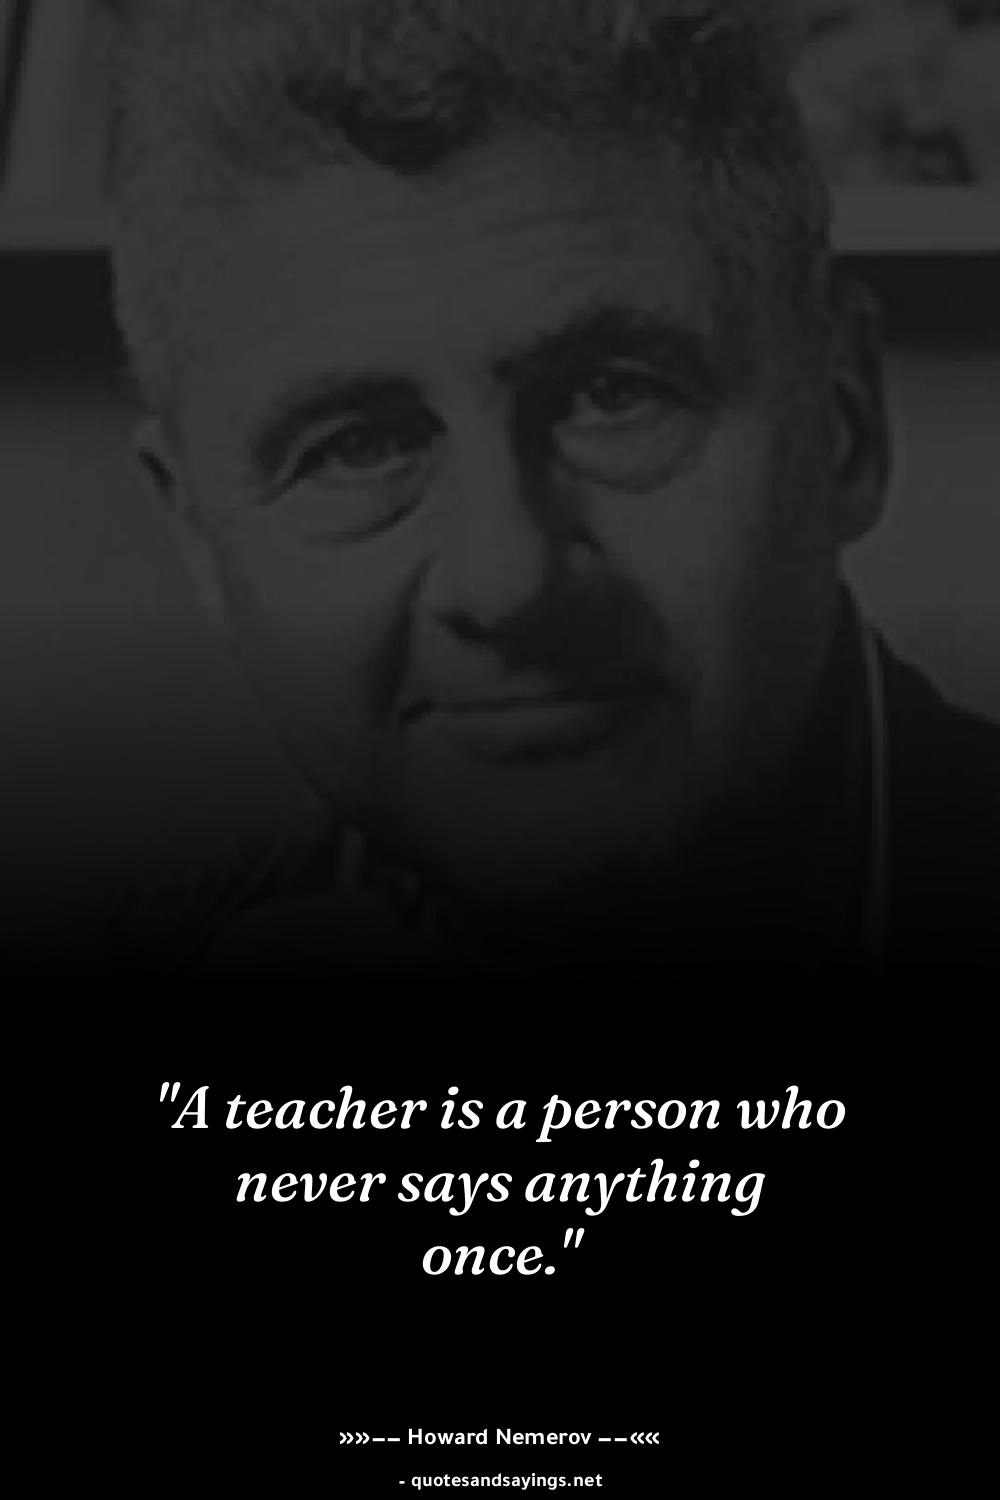 "A teacher is a person who
never says anything
once."
»»−− Howard Nemerov −−««
- quotesandsayings.net